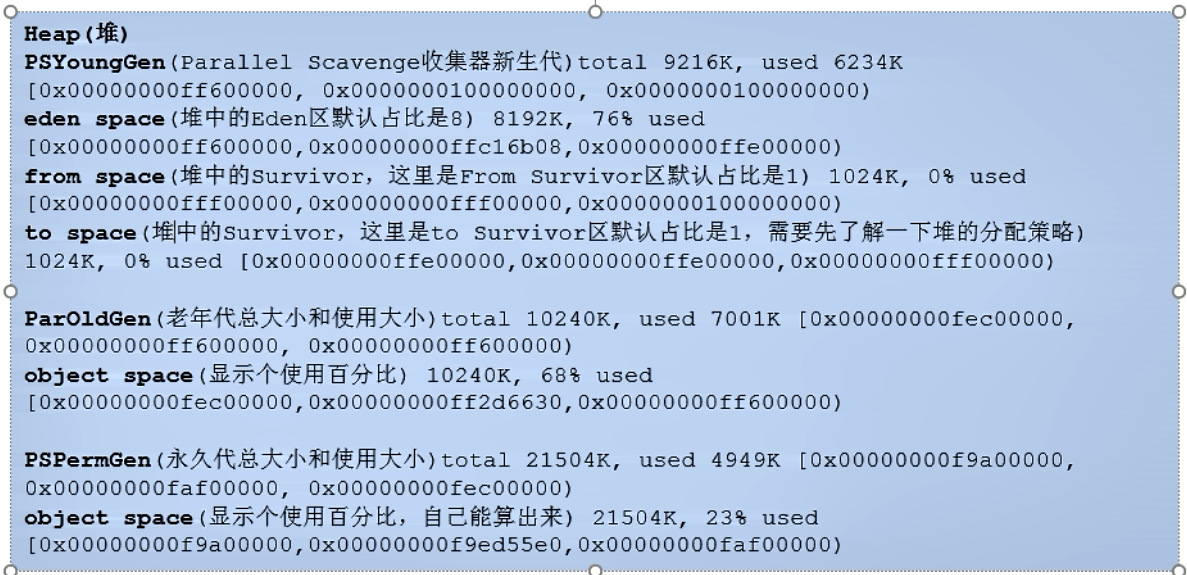 Heap(堆)
PSYoungGen(Parallel Scavenge收集器新生代)total 9216K, used 6234K
[0x00000000ff600000, 0x0000000100000000, 0x0000000100000000)
eden space(堆中的Eden区默认占比是8) 8192K, 76% used
[0x00000000ff600000,0x00000000ffc16b08,0x00000000ffe00000)
from space(堆中的Survivor，这里是From Survivor区默认占比是1) 1024K, 0% used
[0x00000000fff00000,0x00000000fff00000,0x0000000100000000)
to space(堆中的Survivor，这里是to Survivor区默认占比是1，需要先了解一下堆的分配策略)
1024K, 0% used [0x00000000ffe00000,0x00000000ffe00000,0x00000000fff00000)
ParOldGen(老年代总大小和使用大小)total 10240K, used 7001K [0x00000000fec00000,
0x00000000ff600000, 0x00000000ff600000)
object space(显示个使用百分比) 10240K, 68% used
[0x00000000fec00000,0x00000000ff2d6630,0x00000000ff600000)
PSPermGen(永久代总大小和使用大小)total 21504K, used 4949K [0x00000000f9a00000,
0x00000000faf00000, 0x00000000fec00000)
object space(显示个使用百分比，自己能算出来) 21504K, 23% used
[0x00000000f9a00000,0x00000000f9ed55e0,0x00000000faf00000)